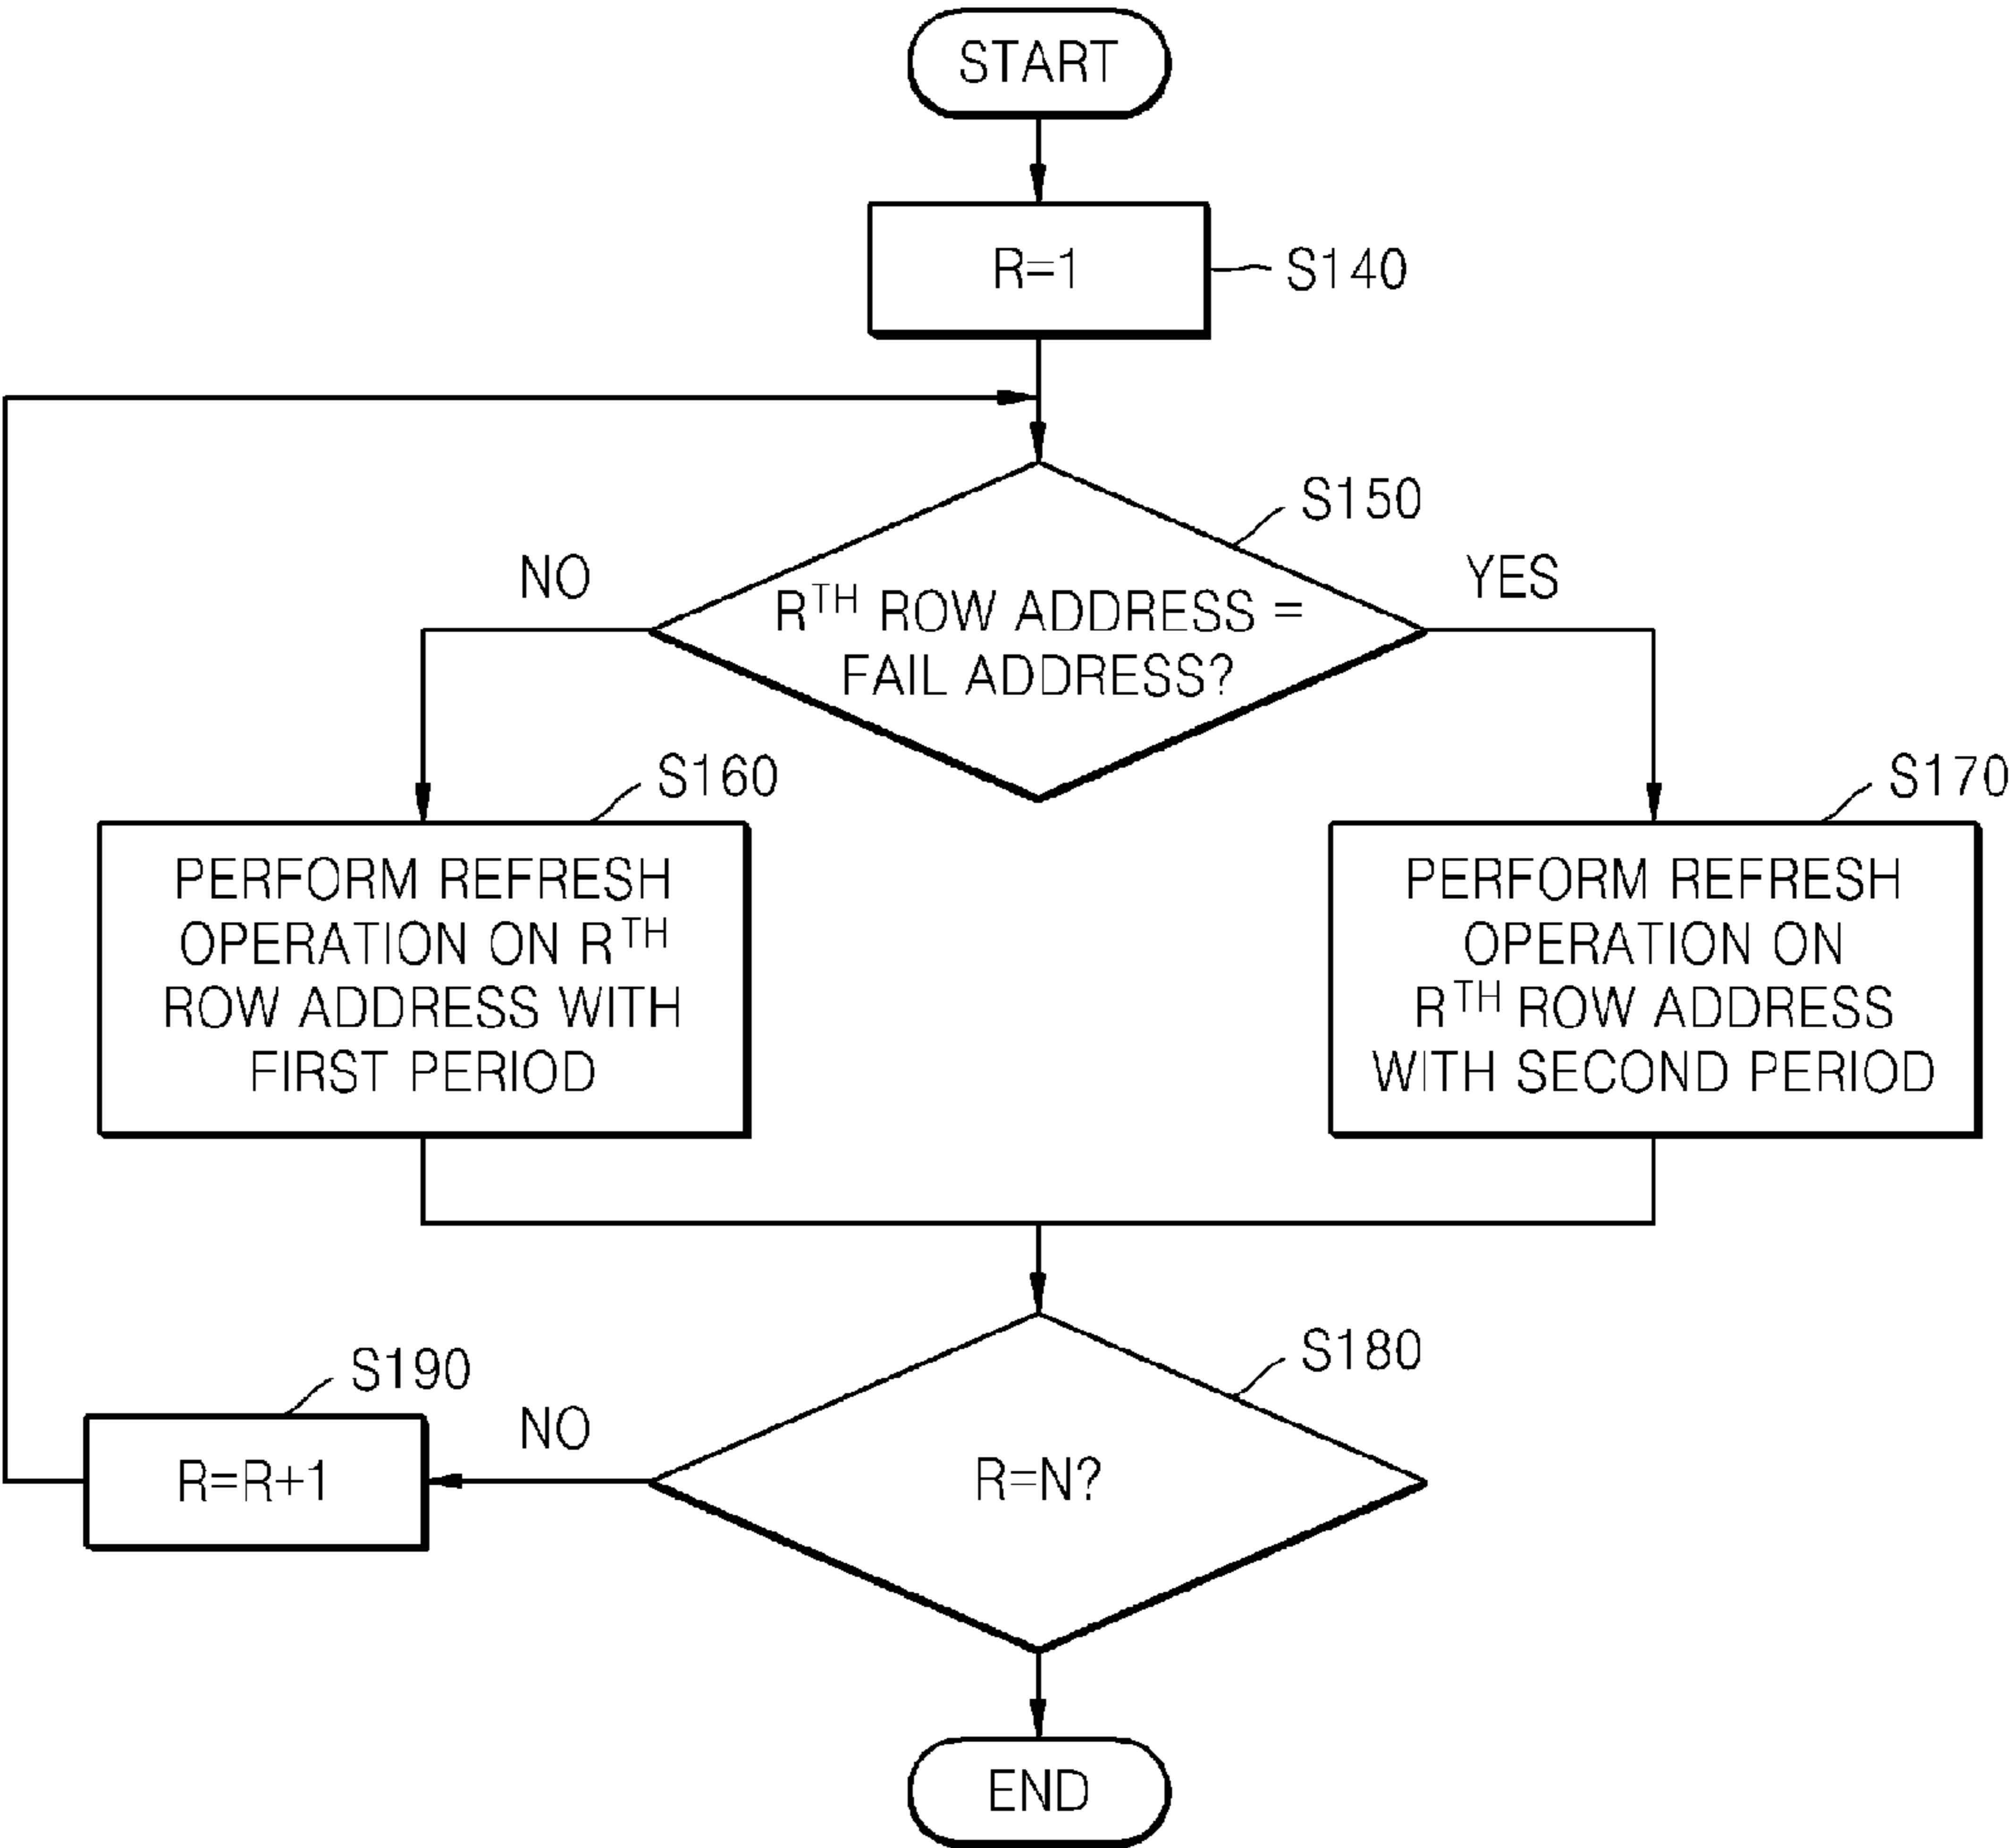 START
R=1
S140
S150
NO
YES
R^TH ROW ADDRESS =
FAIL ADDRESS?
S160
S170
PERFORM REFRESH
OPERATION ON R^TH
ROW ADDRESS WITH
FIRST PERIOD
PERFORM REFRESH
OPERATION ON
R^TH ROW ADDRESS
WITH SECOND PERIOD
S180
S190
NO
R=N?
R=R+1
END